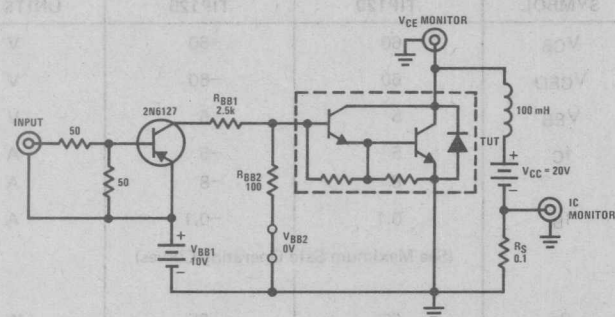 VCE MONITOR
INPUT
50
50
2N6127
RBB1
2.5k
RBB2
100
VBB1
10V
VBB2
0V
TUT
100 mH
VCC = 20V
IC
MONITOR
RS
0.1